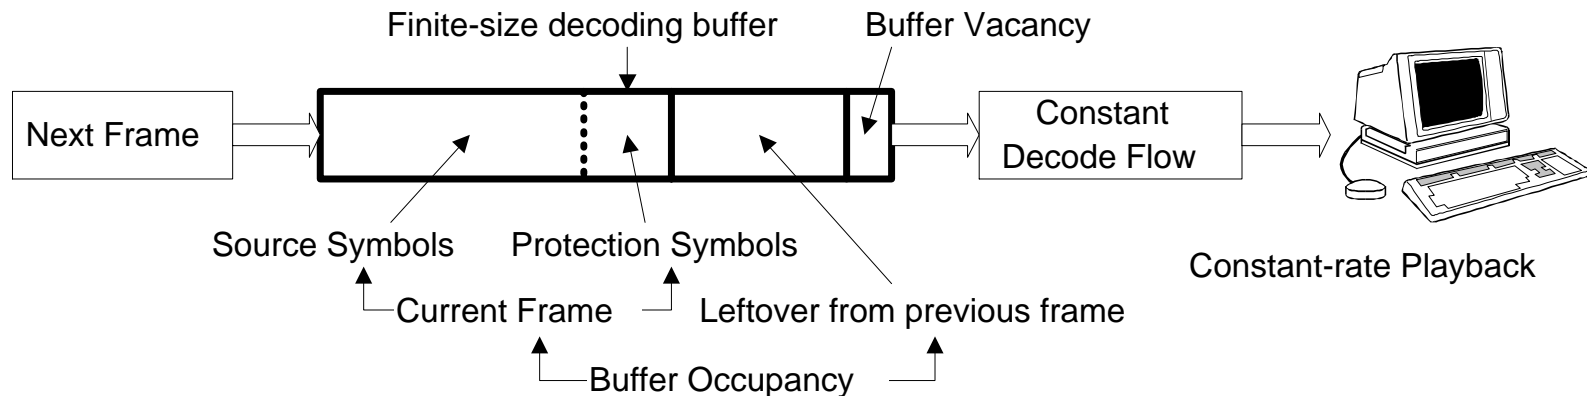 Finite-size decoding buffer
Buffer Vacancy
Next Frame
Constant
Decode Flow
Source Symbols
Protection Symbols
Constant-rate Playback
Current Frame
Leftover from previous frame
Buffer Occupancy